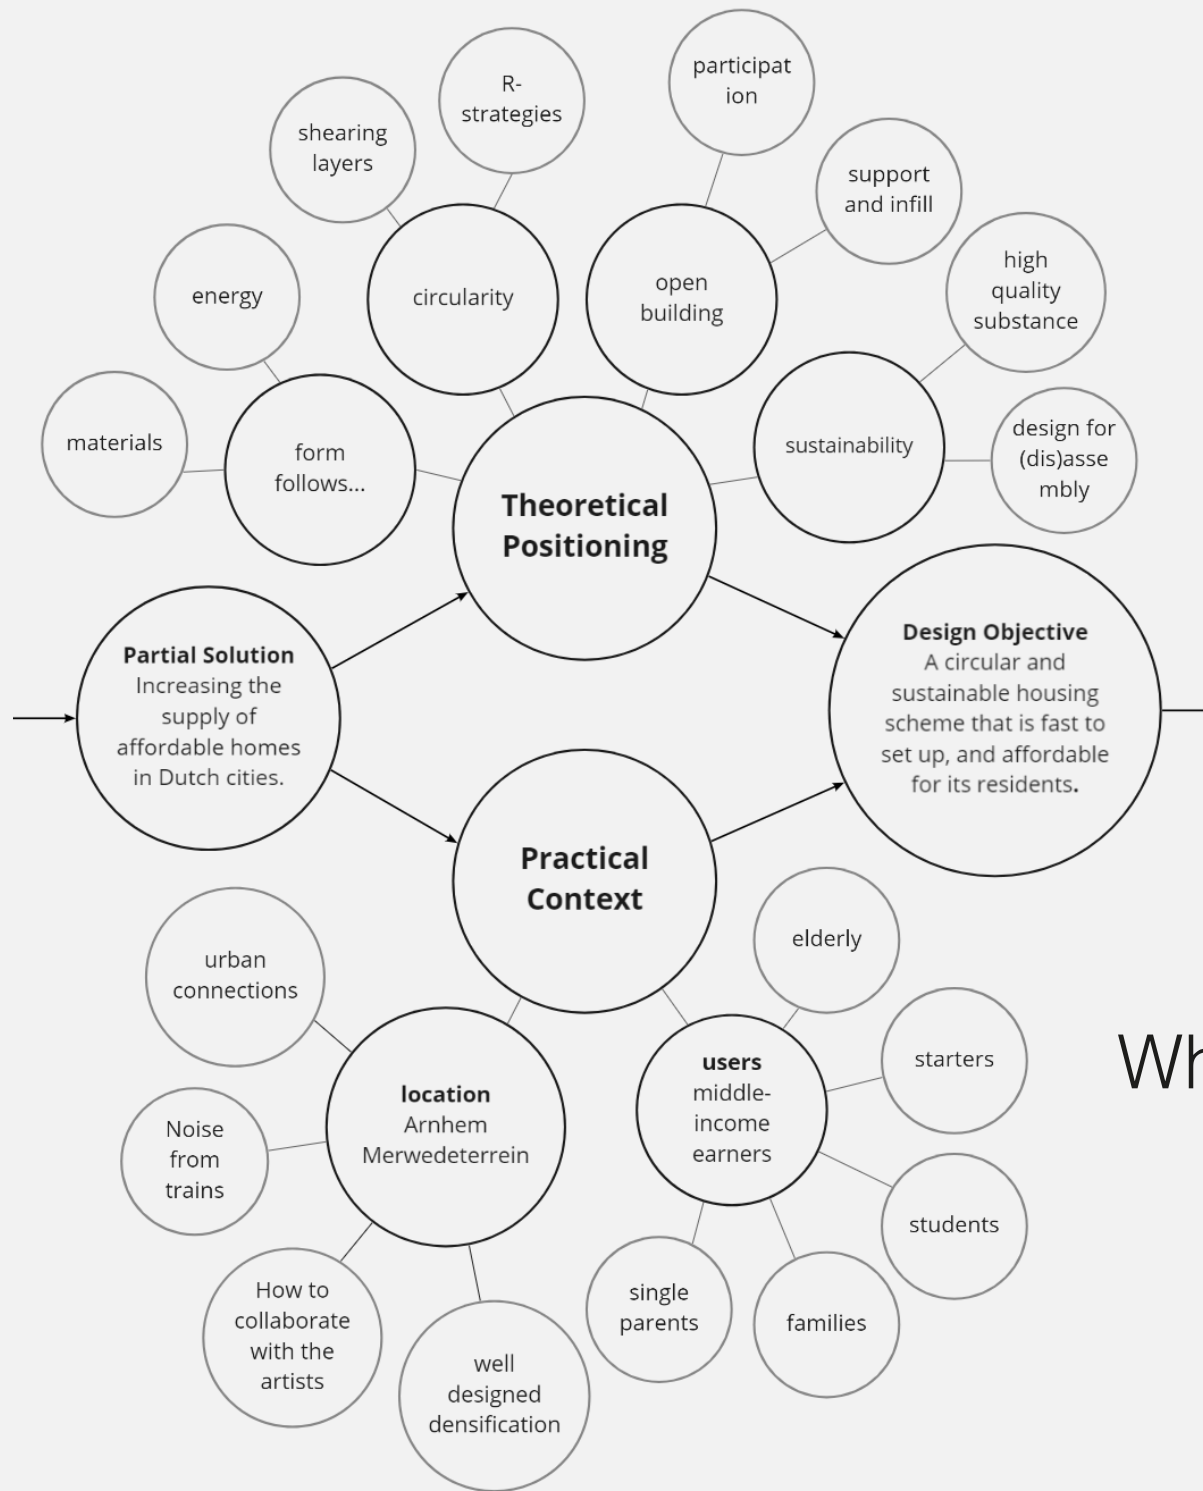 participat
ion
R-
strategies
shearing
layers
support
and infill
high
quality
substance
energy
circularity
open
building
materials
form
follows...
sustainability
design for
(dis)asse
mbly
Theoretical
Positioning
Partial Solution
Increasing the
supply of
affordable homes
in Dutch cities.
Design Objective
A circular and
sustainable housing
scheme that is fast to
set up, and affordable
for its residents.
Practical
Context
urban
connections
elderly
location
Arnhem
Merwedeterrein
users
middle-
income
earners
starters
Wh
Noise
from
trains
students
How to
collaborate
with the
artists
well
designed
densification
single
parents
families